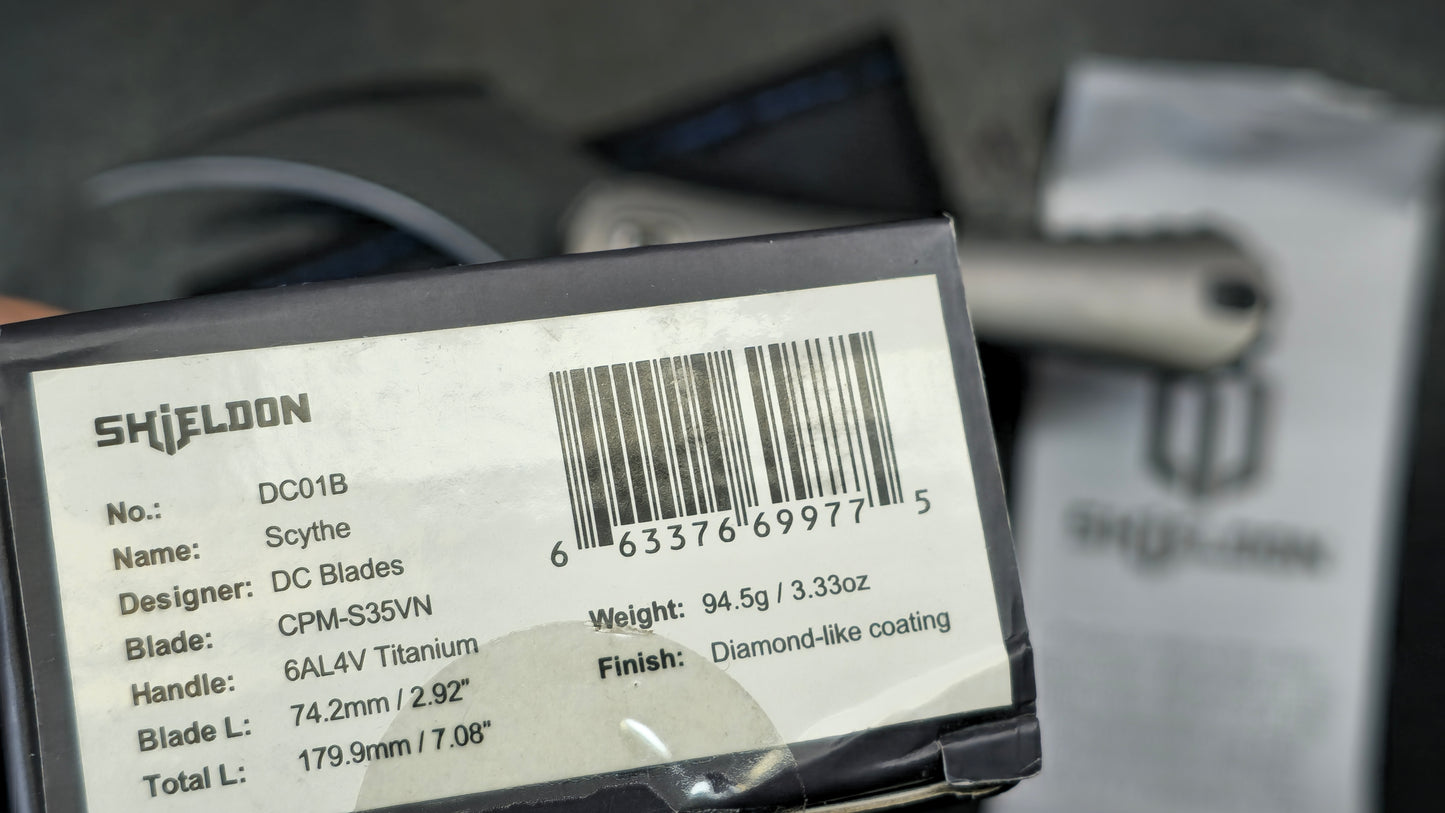 SHIELDON
No.: DC01B
Name: Scythe
Designer: DC Blades
Blade: CPM-S35VN
Handle: 6AL4V Titanium
Blade L: 74.2mm / 2.92"
Total L: 179.9mm / 7.08"
6 63376 69977 5
Weight: 94.5g / 3.33oz
Finish: Diamond-like coating
SHIELDON